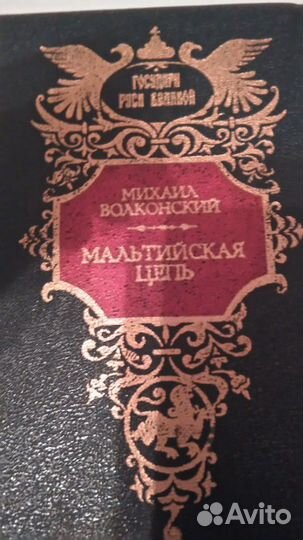 ГОСУДАРИ
РУСИ ВЕЛИКОЙ
МИХАИЛ
ВОЛКОНСКИЙ
МАЛЬТИЙСКАЯ
ЦЕПЬ
Avito